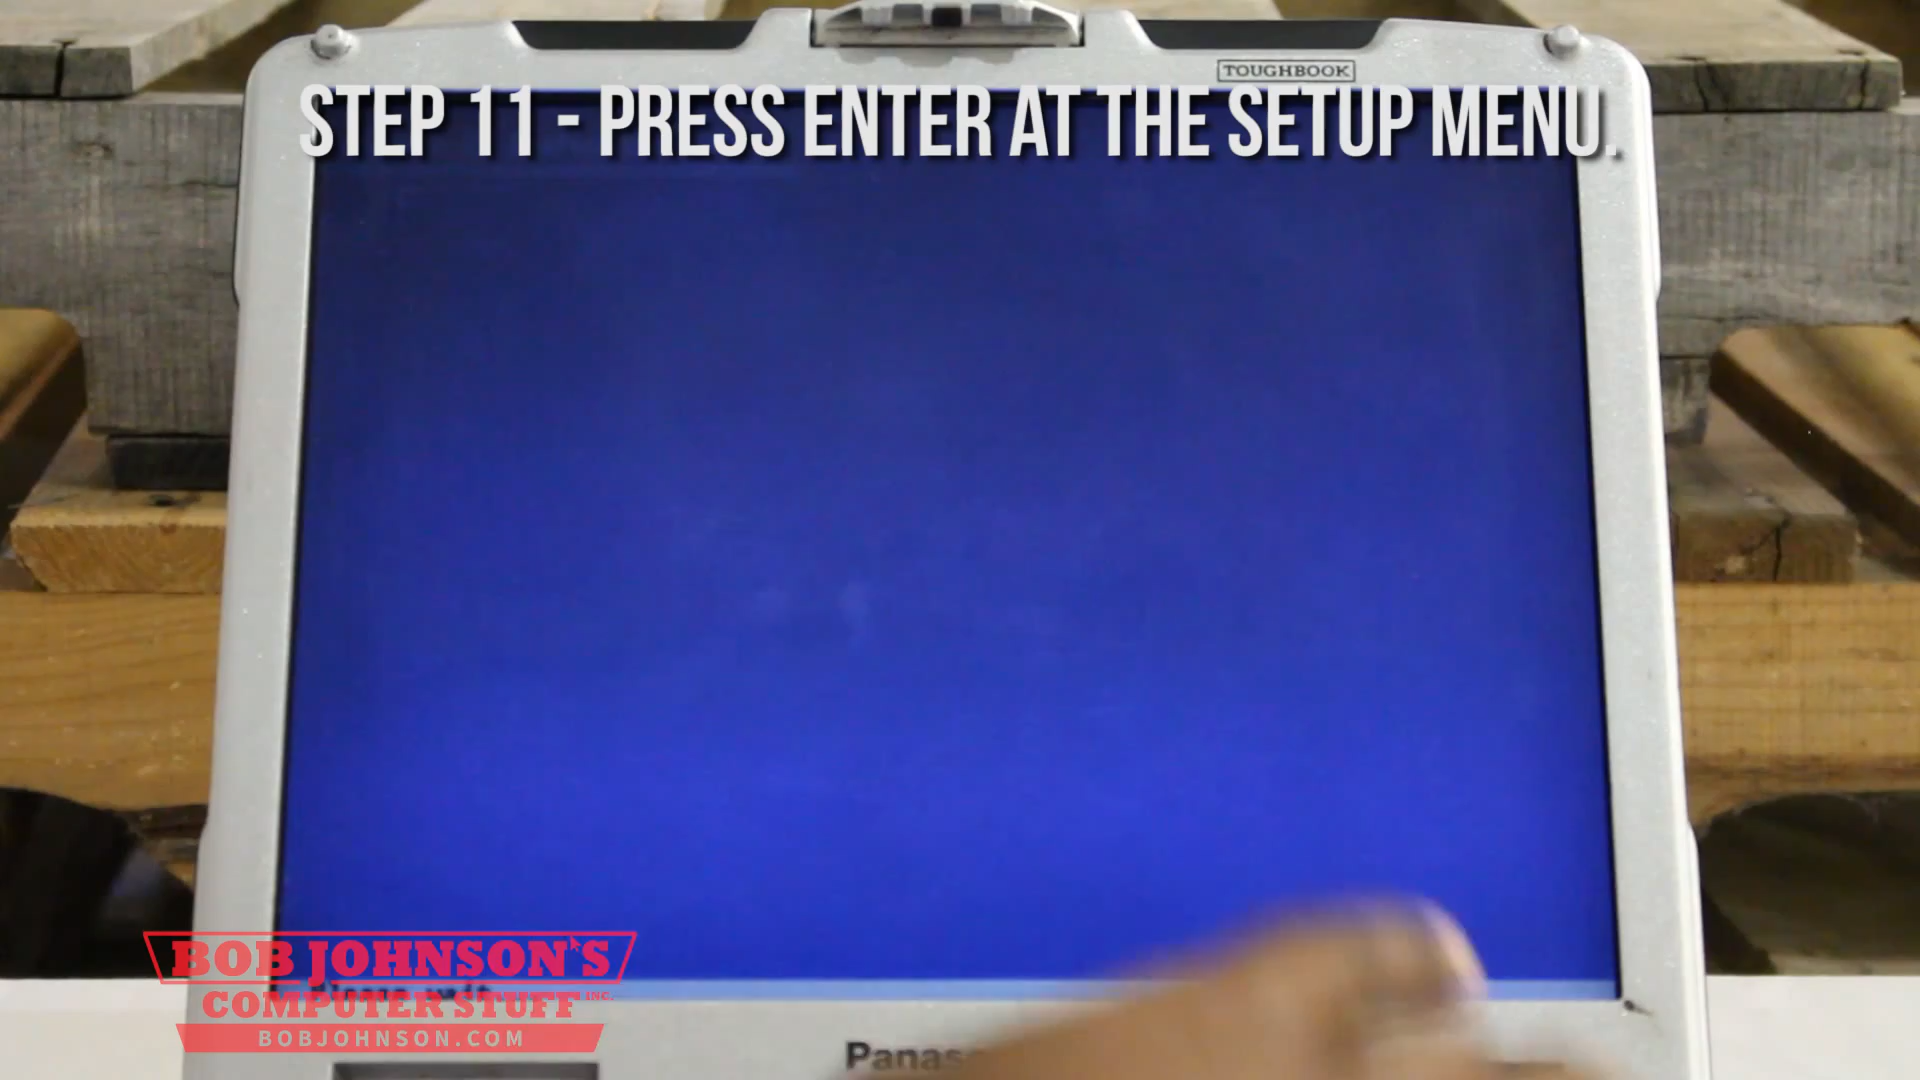 TOUGHBOOK
STEP 11 - PRESS ENTER AT THE SETUP MENU.
BOB JOHNSON'S
COMPUTER STUFF INC.
BOBJOHNSON.COM